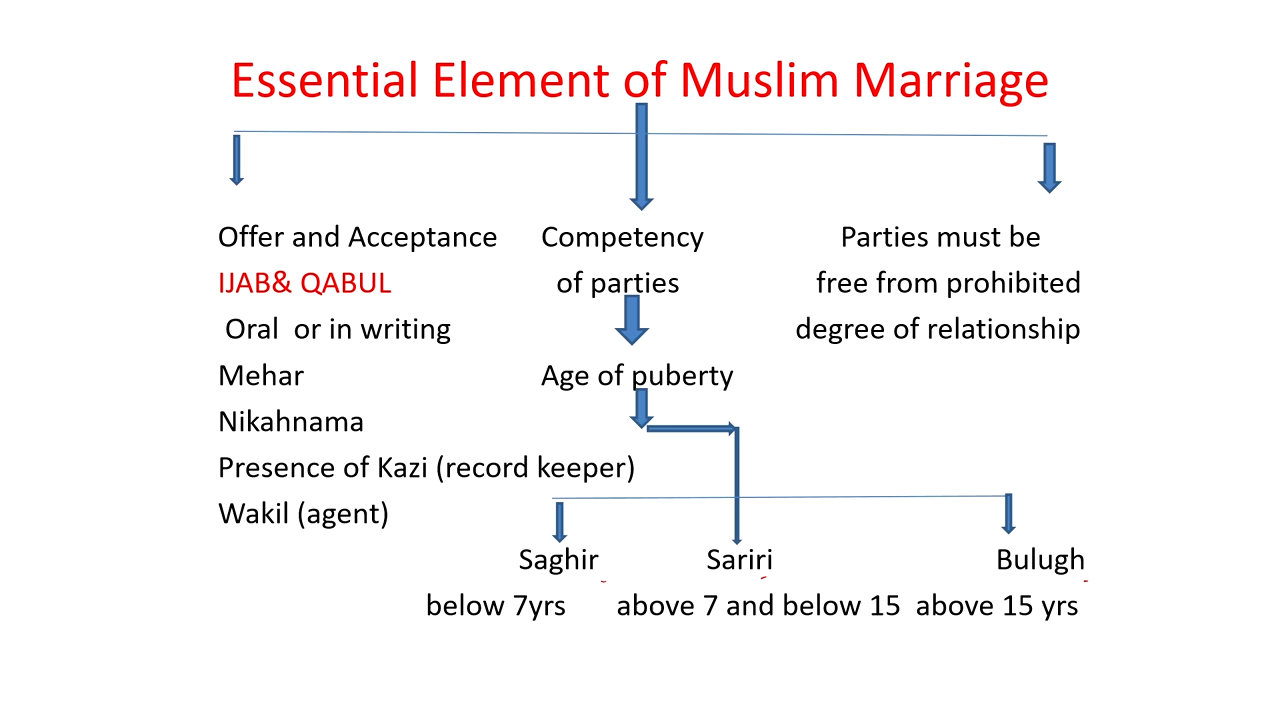 Essential Element of Muslim Marriage
Offer and Acceptance Competency Parties must be
IJAB& QABUL of parties free from prohibited
Oral or in writing degree of relationship
Mehar Age of puberty
Nikahnama
Presence of Kazi (record keeper)
Wakil (agent)
Saghir Sariri Bulugh
below 7yrs above 7 and below 15 above 15 yrs